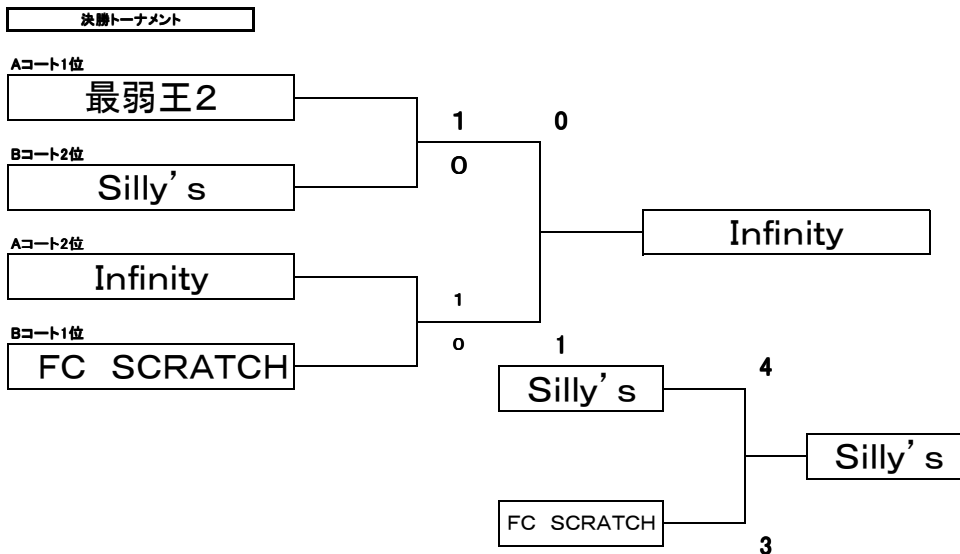 決勝トーナメント
Aコート1位
最弱王2
1
0
Bコート2位
0
Silly's
Infinity
Aコート2位
Infinity
1
Bコート1位
0
1
FC SCRATCH
4
Silly's
Silly's
FC SCRATCH
3